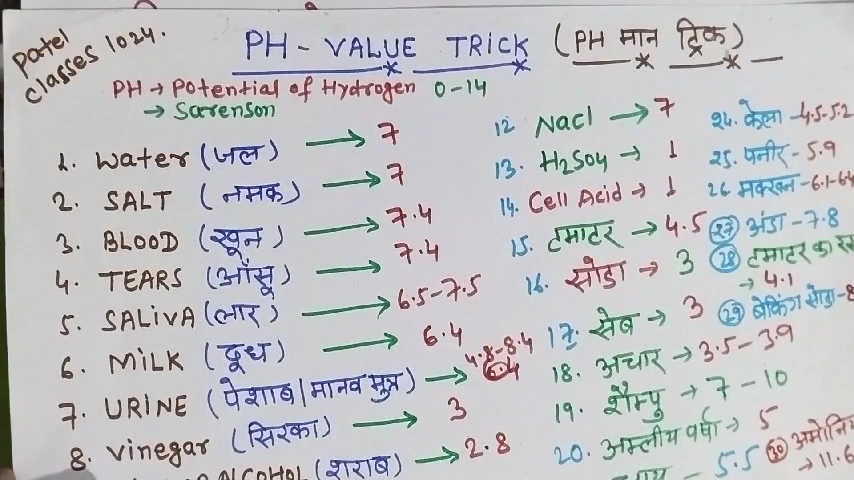 Patel
classes 1024.
PH - VALUE TRICK (PH मान ट्रिक)
PH → Potential of Hydrogen 0-14
→ Sarenson
1. Water (जल) → 7
2. SALT (नमक) → 7
3. BLOOD (खून) → 7.4
4. TEARS (आँसू) → 7.4
5. SALIVA (लार) → 6.5-7.5
6. MILK (दूध) → 6.4
7. URINE (पेशाब|मानव मुत्र) → 4.8-8.4
6.4
8. Vinegar (सिरका) → 3
ALCOHOL (शराब) → 2.8
12. Nacl → 7
13. H2SO4 → 1
14. Cell Acid → 1
15. टमाटर → 4.5
16. सोडा → 3
17. सेब → 3
18. अचार → 3.5-3.9
19. शैम्पु → 7-10
20. अम्लीय वर्षा → 5
5.5
24. केला - 4.5-5.2
25. पनीर - 5.9
26. मक्खन - 6.1-6.4
27 अंडा - 7.8
28 टमाटर का रस
→ 4.1
29 बेकिंग सोडा - 8
30 अमोनि
→ 11.6